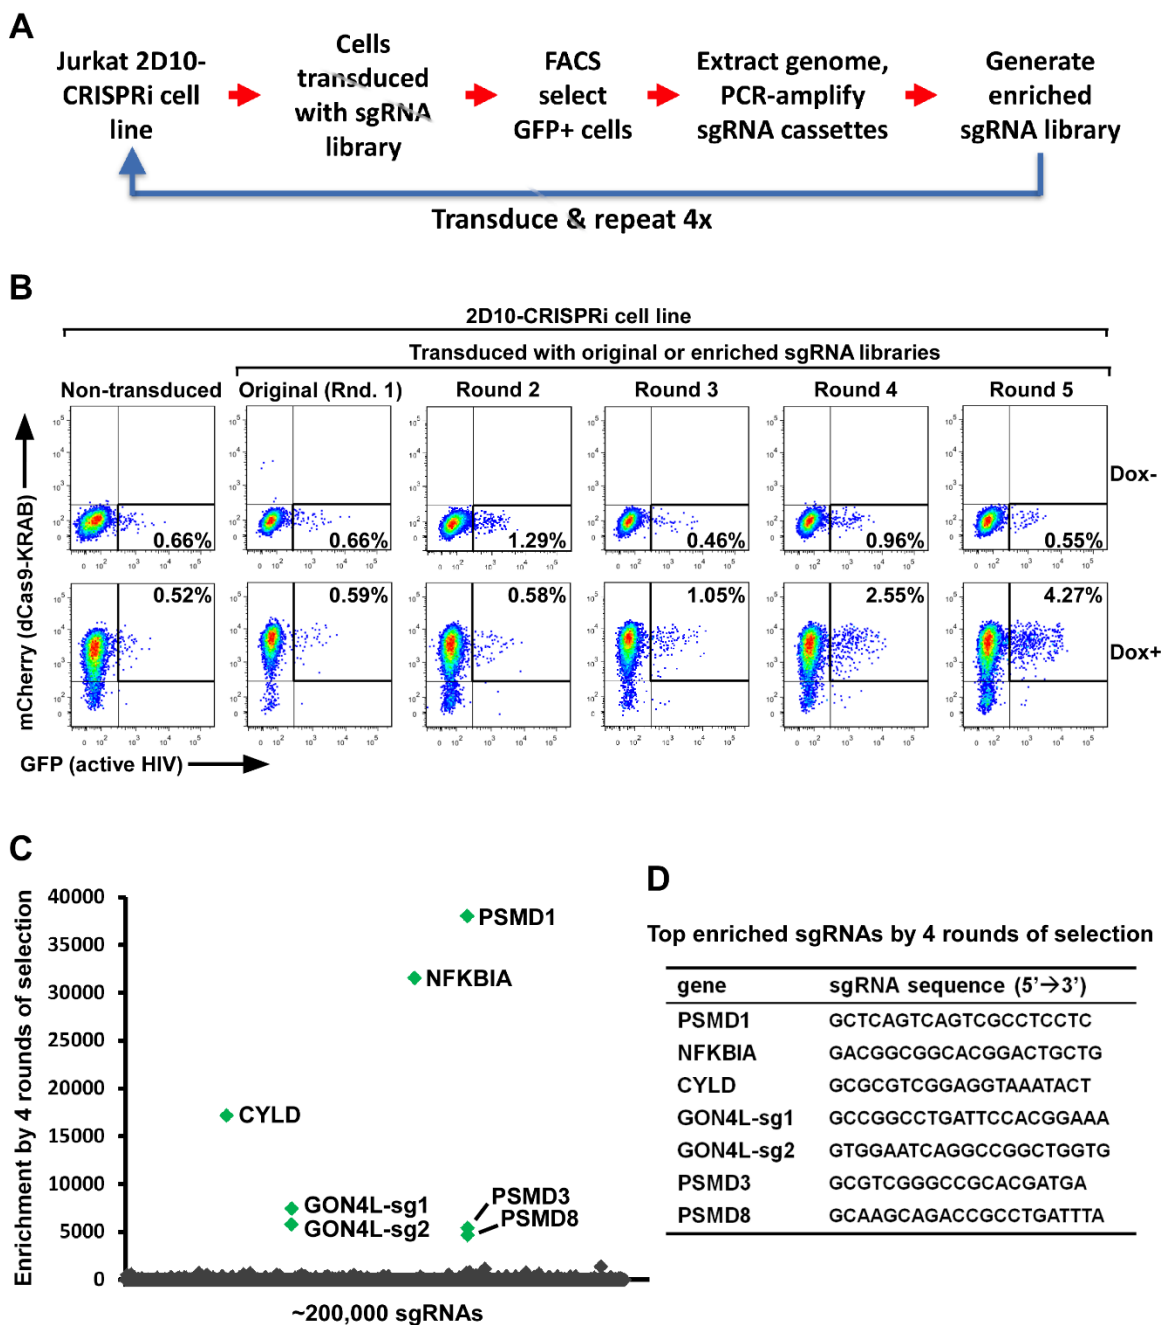 A
Jurkat 2D10-
CRISPRi cell
line
Cells
transduced
with sgRNA
library
FACS
select
GFP+ cells
Extract genome,
PCR-amplify
sgRNA cassettes
Generate
enriched
sgRNA library
Transduce & repeat 4x
B
2D10-CRISPRi cell line
Transduced with original or enriched sgRNA libraries
Non-transduced
Original (Rnd. 1)
Round 2
Round 3
Round 4
Round 5
mCherry (dCas9-KRAB)
0.66%
0.66%
1.29%
0.46%
0.96%
0.55%
Dox-
0.52%
0.59%
0.58%
1.05%
2.55%
4.27%
Dox+
GFP (active HIV)
C
Enrichment by 4 rounds of selection
40000
35000
30000
25000
20000
15000
10000
5000
0
PSMD1
NFKBIA
CYLD
GON4L-sg1
GON4L-sg2
PSMD3
PSMD8
~200,000 sgRNAs
D
Top enriched sgRNAs by 4 rounds of selection
gene sgRNA sequence (5'→3')
PSMD1 GCTCAGTCAGTCGCCTCCTC
NFKBIA GACGGCGGCACGGACTGCTG
CYLD GCGCGTCGGAGGTAAATACT
GON4L-sg1 GCCGGCCTGATTCCACGGAAA
GON4L-sg2 GTGGAATCAGGCCGGCTGGTG
PSMD3 GCGTCGGGCCGCACGATGA
PSMD8 GCAAGCAGACCGCCTGATTTA